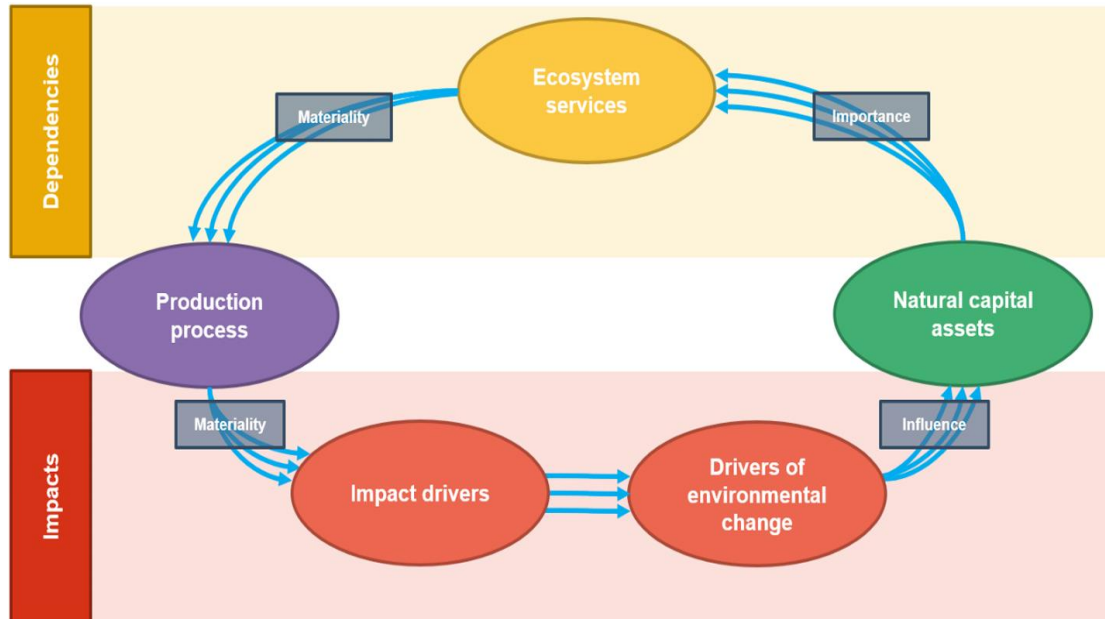 Dependencies
Ecosystem
services
Materiality
Importance
Production
process
Natural capital
assets
Impacts
Materiality
Influence
Impact drivers
Drivers of
environmental
change